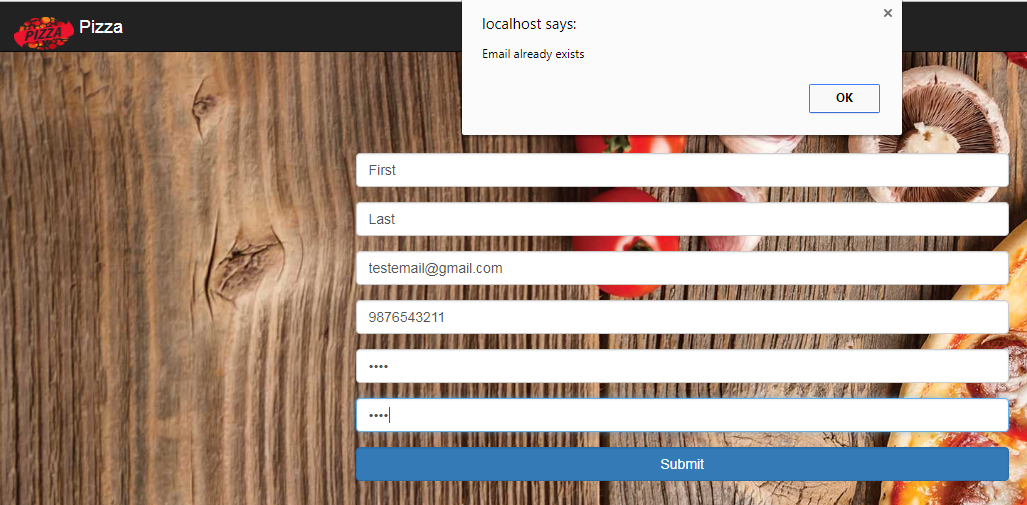 PIZZA
Pizza
localhost says:
Email already exists
OK
First
Last
testemail@gmail.com
9876543211
••••
••••
Submit